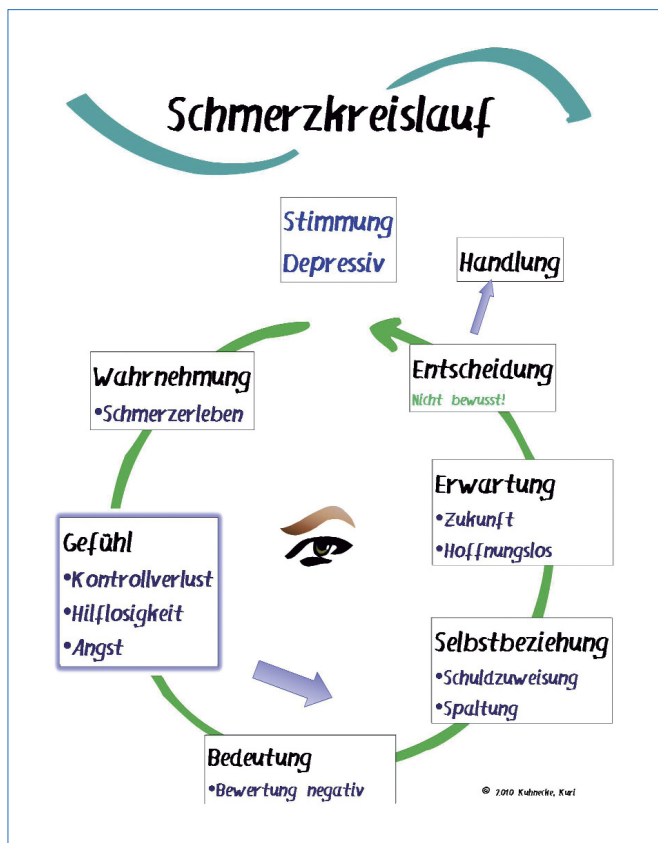 Schmerzkreislauf
Stimmung
Depressiv
Handlung
Wahrnehmung
•Schmerzerleben
Entscheidung
Nicht bewusst!
Erwartung
•Zukunft
•Hoffnungslos
Gefühl
•Kontrollverlust
•Hilflosigkeit
•Angst
Selbstbeziehung
•Schuldzuweisung
•Spaltung
Bedeutung
•Bewertung negativ
© 2010 Kuhnecke, Kurl